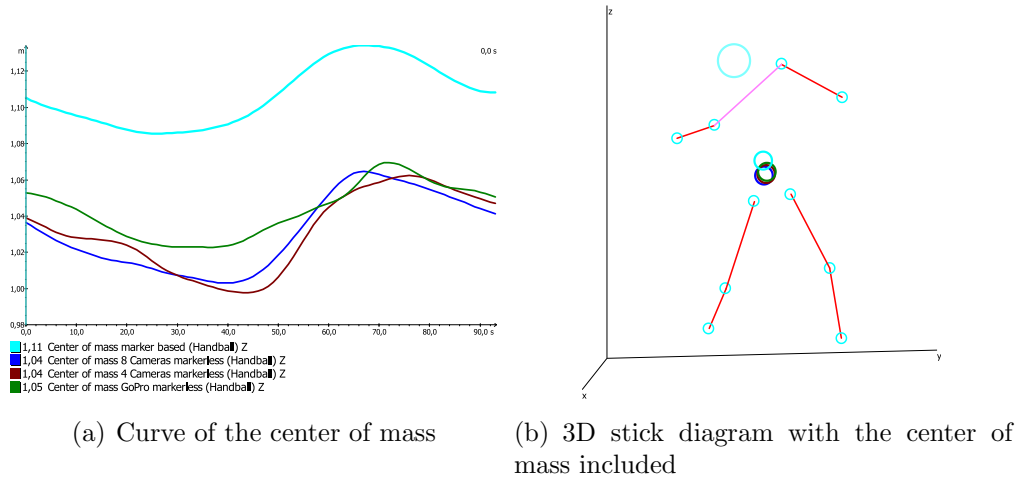 m
0,0 s
1,12
1,10
1,08
1,06
1,04
1,02
1,00
0,98
0,0 10,0 20,0 30,0 40,0 50,0 60,0 70,0 80,0 90,0 s
1,11 Center of mass marker based (Handball) Z
1,04 Center of mass 8 Cameras markerless (Handball) Z
1,04 Center of mass 4 Cameras markerless (Handball) Z
1,05 Center of mass GoPro markerless (Handball) Z
(a) Curve of the center of mass
z
y
x
(b) 3D stick diagram with the center of
mass included